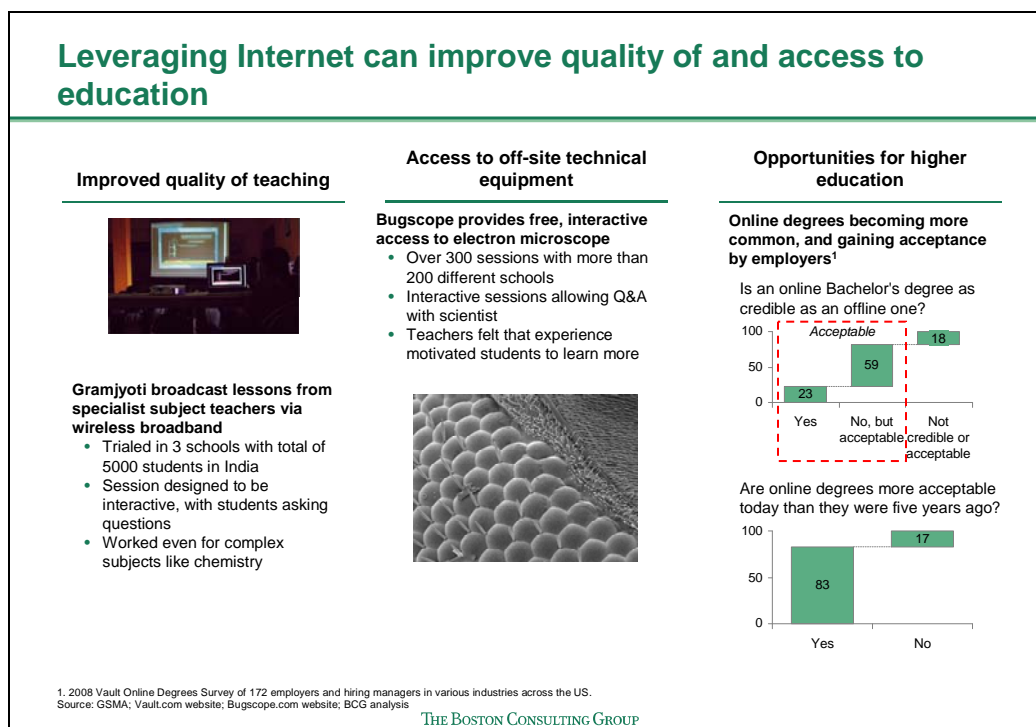 Leveraging Internet can improve quality of and access to
education
Improved quality of teaching
Gramjyoti broadcast lessons from
specialist subject teachers via
wireless broadband
• Trialed in 3 schools with total of
5000 students in India
• Session designed to be
interactive, with students asking
questions
• Worked even for complex
subjects like chemistry
Access to off-site technical
equipment
Bugscope provides free, interactive
access to electron microscope
• Over 300 sessions with more than
200 different schools
• Interactive sessions allowing Q&A
with scientist
• Teachers felt that experience
motivated students to learn more
Opportunities for higher
education
Online degrees becoming more
common, and gaining acceptance
by employers1
Is an online Bachelor's degree as
credible as an offline one?
100
50
0
Acceptable
23
59
18
Yes
No, but
acceptable
Not
credible or
acceptable
Are online degrees more acceptable
today than they were five years ago?
100
50
0
83
17
Yes
No
1. 2008 Vault Online Degrees Survey of 172 employers and hiring managers in various industries across the US.
Source: GSMA; Vault.com website; Bugscope.com website; BCG analysis
THE BOSTON CONSULTING GROUP